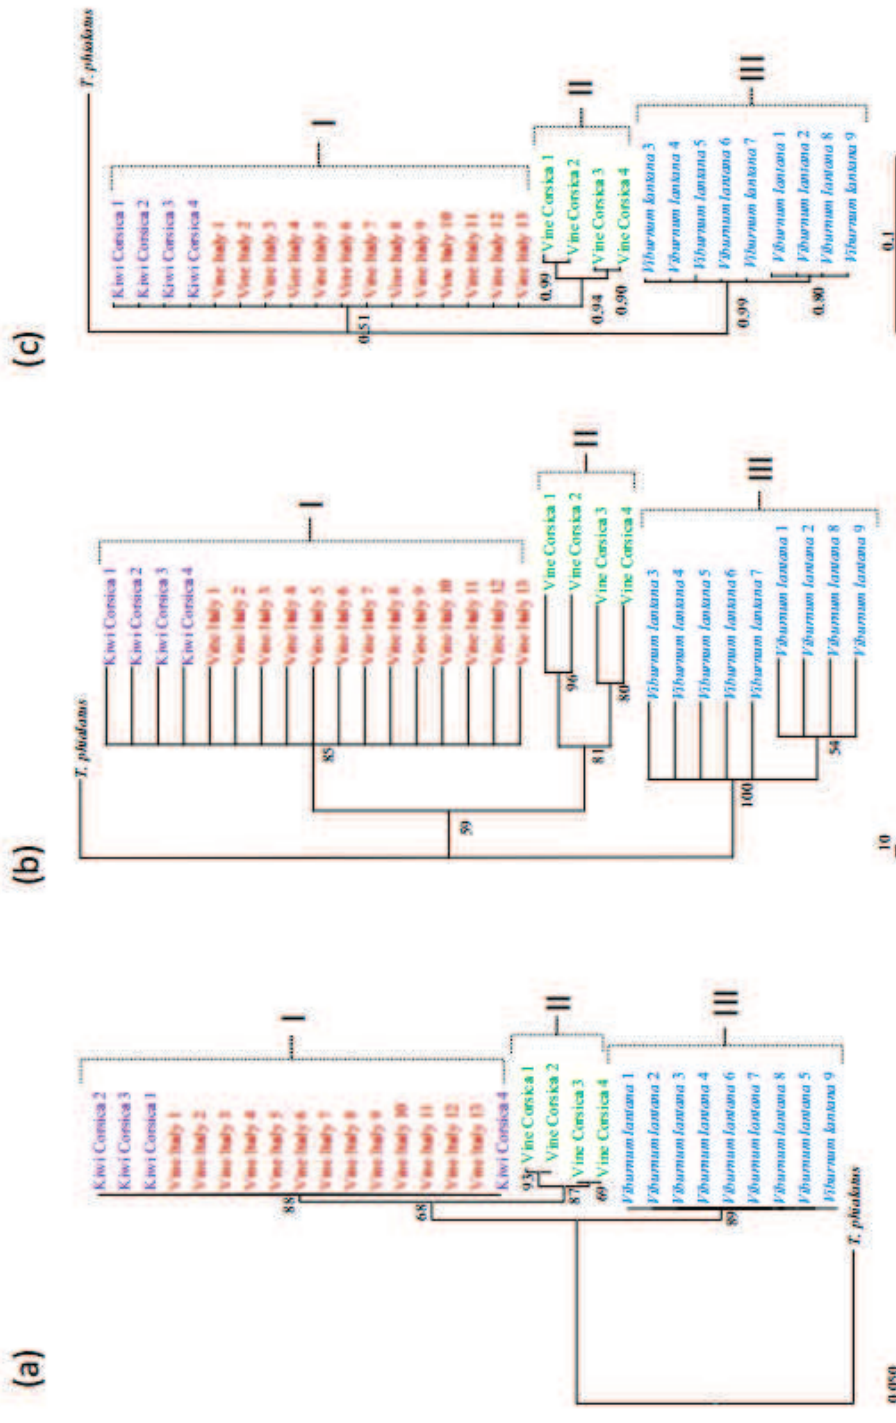 (a)
Kiwi Corsica 2
Kiwi Corsica 3
Kiwi Corsica 1
Vine Italy 1
Vine Italy 2
Vine Italy 3
Vine Italy 4
Vine Italy 5
Vine Italy 6
Vine Italy 7
Vine Italy 8
Vine Italy 9
Vine Italy 10
Vine Italy 11
Vine Italy 12
Vine Italy 13
Kiwi Corsica 4
I
88
68
Vine Corsica 1
Vine Corsica 2
Vine Corsica 3
Vine Corsica 4
II
93
87
69
Viburnum lantana 1
Viburnum lantana 2
Viburnum lantana 3
Viburnum lantana 4
Viburnum lantana 6
Viburnum lantana 7
Viburnum lantana 8
Viburnum lantana 5
Viburnum lantana 9
III
89
T. phialatus
0.050
(b)
T. phialatus
Kiwi Corsica 1
Kiwi Corsica 2
Kiwi Corsica 3
Kiwi Corsica 4
Vine Italy 1
Vine Italy 2
Vine Italy 3
Vine Italy 4
Vine Italy 5
Vine Italy 6
Vine Italy 7
Vine Italy 8
Vine Italy 9
Vine Italy 10
Vine Italy 11
Vine Italy 12
Vine Italy 13
I
85
59
Vine Corsica 1
Vine Corsica 2
Vine Corsica 3
Vine Corsica 4
II
96
81
80
Viburnum lantana 3
Viburnum lantana 4
Viburnum lantana 5
Viburnum lantana 6
Viburnum lantana 7
Viburnum lantana 1
Viburnum lantana 2
Viburnum lantana 8
Viburnum lantana 9
III
100
54
10
(c)
T. phialatus
Kiwi Corsica 1
Kiwi Corsica 2
Kiwi Corsica 3
Kiwi Corsica 4
Vine Italy 1
Vine Italy 2
Vine Italy 3
Vine Italy 4
Vine Italy 5
Vine Italy 6
Vine Italy 7
Vine Italy 8
Vine Italy 9
Vine Italy 10
Vine Italy 11
Vine Italy 12
Vine Italy 13
I
0.51
Vine Corsica 1
Vine Corsica 2
Vine Corsica 3
Vine Corsica 4
II
0.99
0.94
0.90
Viburnum lantana 3
Viburnum lantana 4
Viburnum lantana 5
Viburnum lantana 6
Viburnum lantana 7
Viburnum lantana 1
Viburnum lantana 2
Viburnum lantana 8
Viburnum lantana 9
III
0.99
0.80
0.1